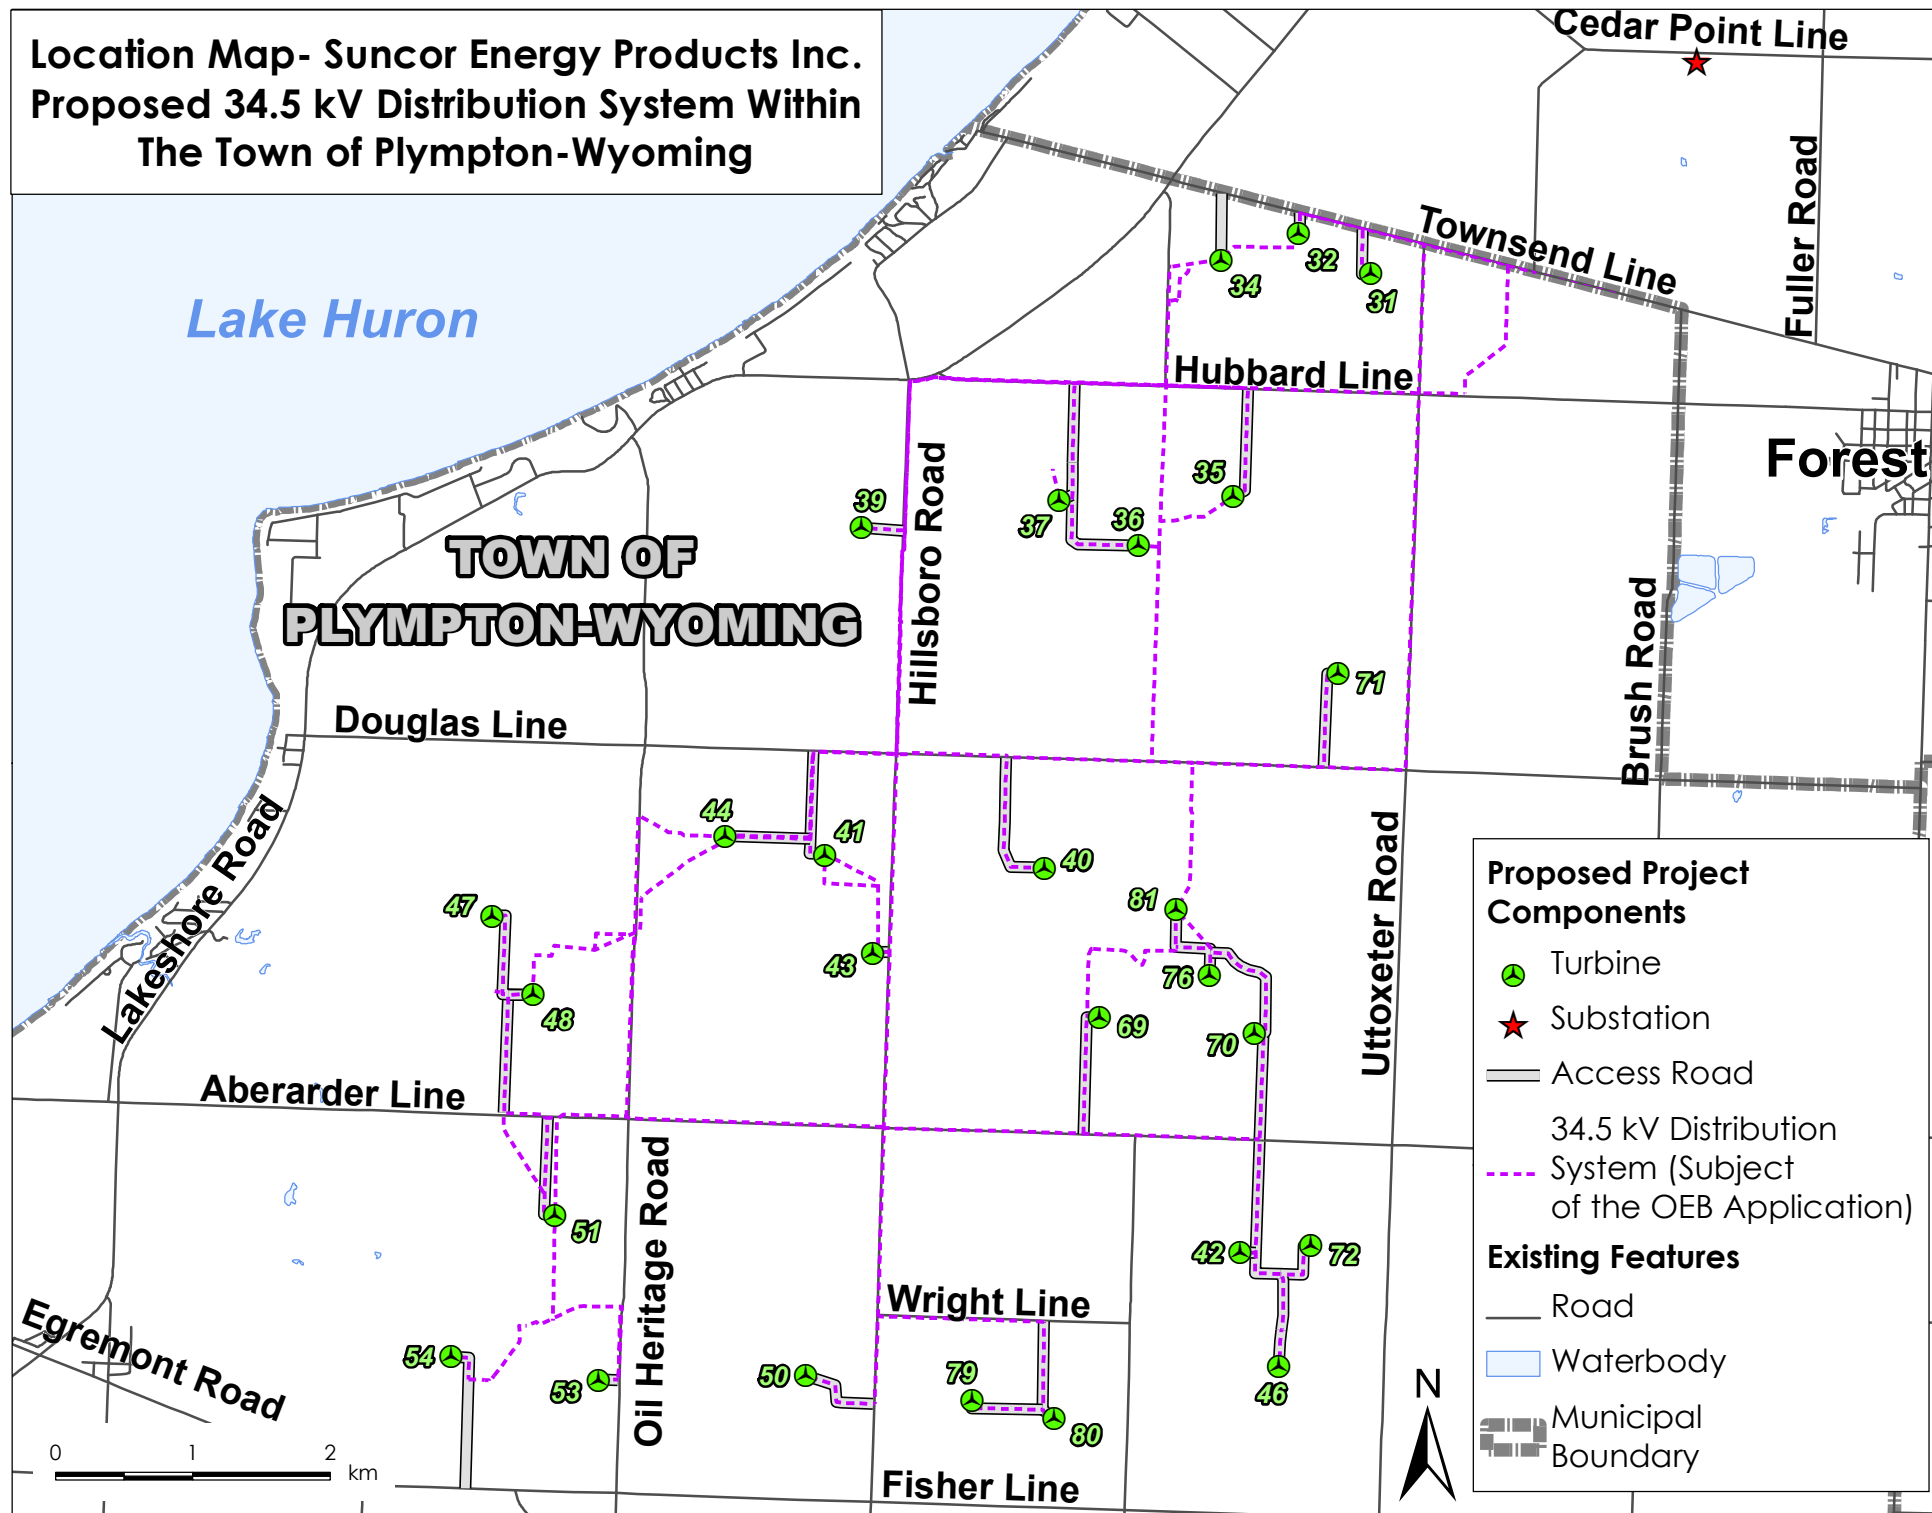 Location Map- Suncor Energy Products Inc.
Proposed 34.5 kV Distribution System Within
The Town of Plympton-Wyoming
Cedar Point Line
Fuller Road
Townsend Line
32
34
31
Lake Huron
Hubbard Line
Forest
Hillsboro Road
35
39
37
36
TOWN OF
PLYMPTON-WYOMING
Brush Road
71
Douglas Line
44
41
40
Lakeshore Road
Uttoxeter Road
47
81
43
76
48
69
70
Aberarder Line
Oil Heritage Road
51
42
72
Wright Line
Egremont Road
54
53
50
79
46
80
Fisher Line
0 1 2
km
N
Proposed Project
Components
Turbine
Substation
Access Road
34.5 kV Distribution
System (Subject
of the OEB Application)
Existing Features
Road
Waterbody
Municipal
Boundary